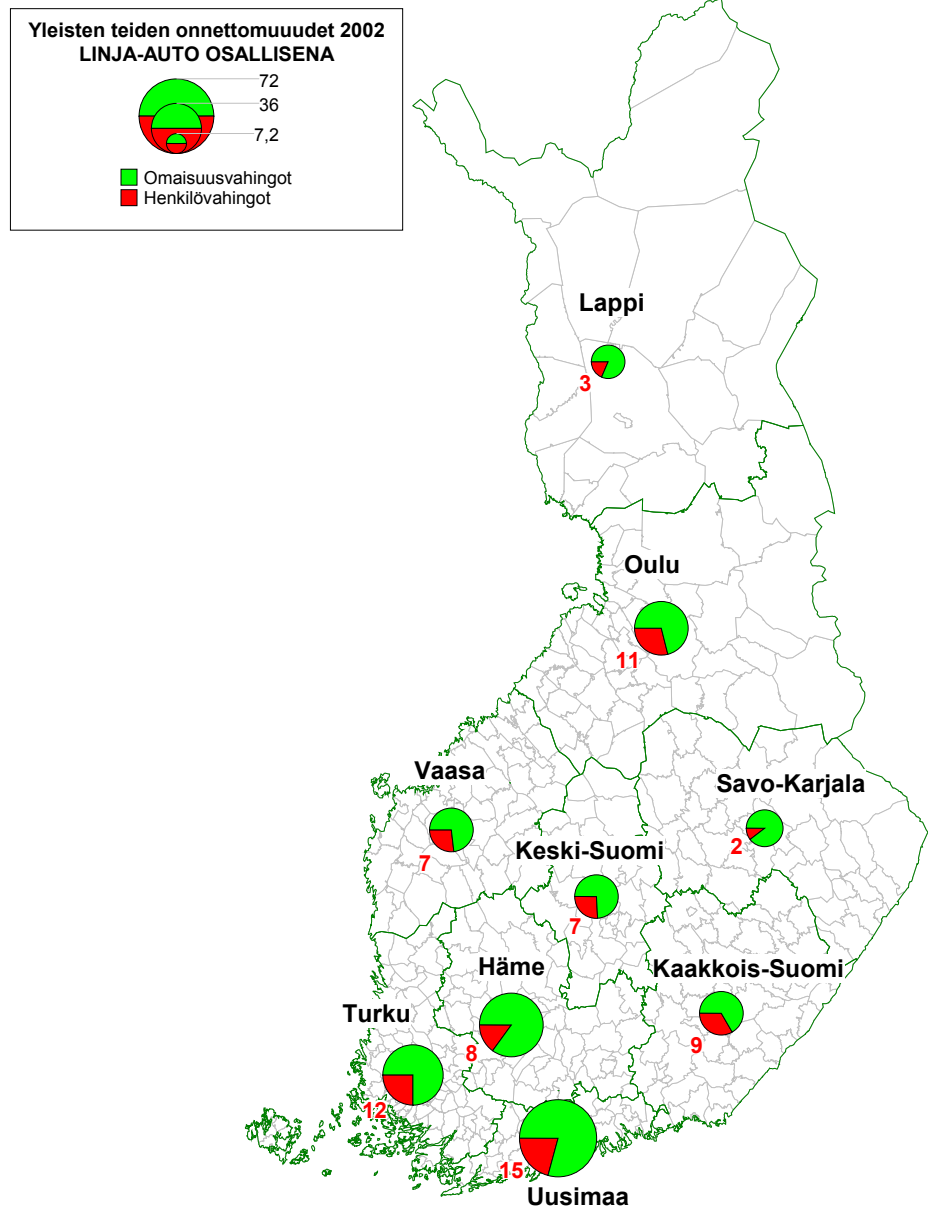 Yleisten teiden onnettomuuudet 2002
LINJA-AUTO OSALLISENA
72
36
7,2
Omaisuusvahingot
Henkilövahingot
Lappi
3
Oulu
11
Vaasa
7
Savo-Karjala
2
Keski-Suomi
7
Häme
8
Kaakkois-Suomi
9
Turku
12
15
Uusimaa